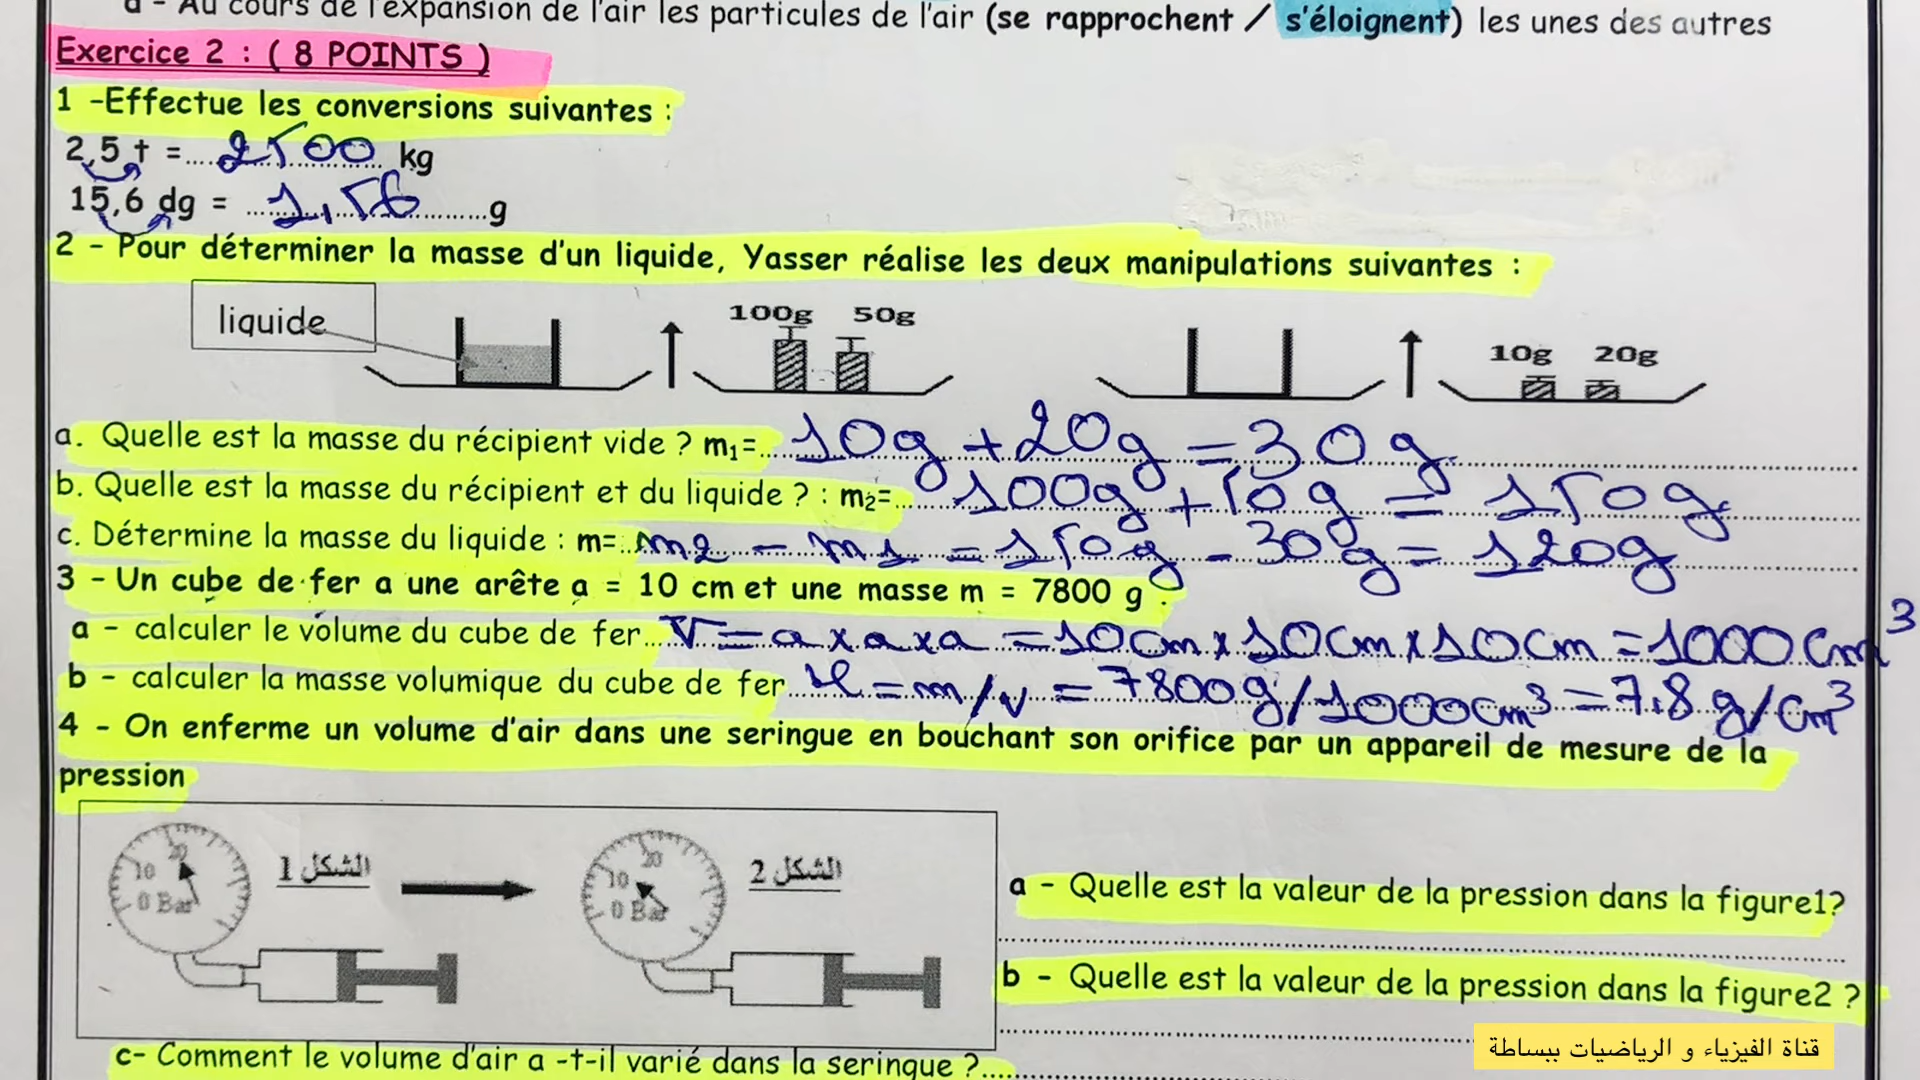 d - Au cours de l'expansion de l'air les particules de l'air (se rapprochent / s'éloignent) les unes des autres
Exercice 2 : ( 8 POINTS )
1 -Effectue les conversions suivantes :
2,5 t =.... 2500 kg
15,6 dg = .... 1,56 ....g
2 - Pour déterminer la masse d'un liquide, Yasser réalise les deux manipulations suivantes :
liquide
100g 50g
10g 20g
a. Quelle est la masse du récipient vide ? m₁=.... 10g + 20g = 30g
b. Quelle est la masse du récipient et du liquide ? : m₂=.... 100g + 50g = 150g
c. Détermine la masse du liquide : m= m2 - m1 = 150g - 30g = 120g
3 - Un cube de fer a une arête a = 10 cm et une masse m = 7800 g .
a - calculer le volume du cube de fer... V = a x a x a = 10cm x 10cm x 10cm = 1000 cm³
b - calculer la masse volumique du cube de fer... = m/v = 7800g/1000cm³ = 7,8 g/cm³
4 - On enferme un volume d'air dans une seringue en bouchant son orifice par un appareil de mesure de la
pression
10 20 0 Bar
الشكل 1
10 20 0 Bar
الشكل 2
a - Quelle est la valeur de la pression dans la figure1?
b - Quelle est la valeur de la pression dans la figure2 ?
c- Comment le volume d'air a -t-il varié dans la seringue ?....
قناة الفيزياء و الرياضيات ببساطة